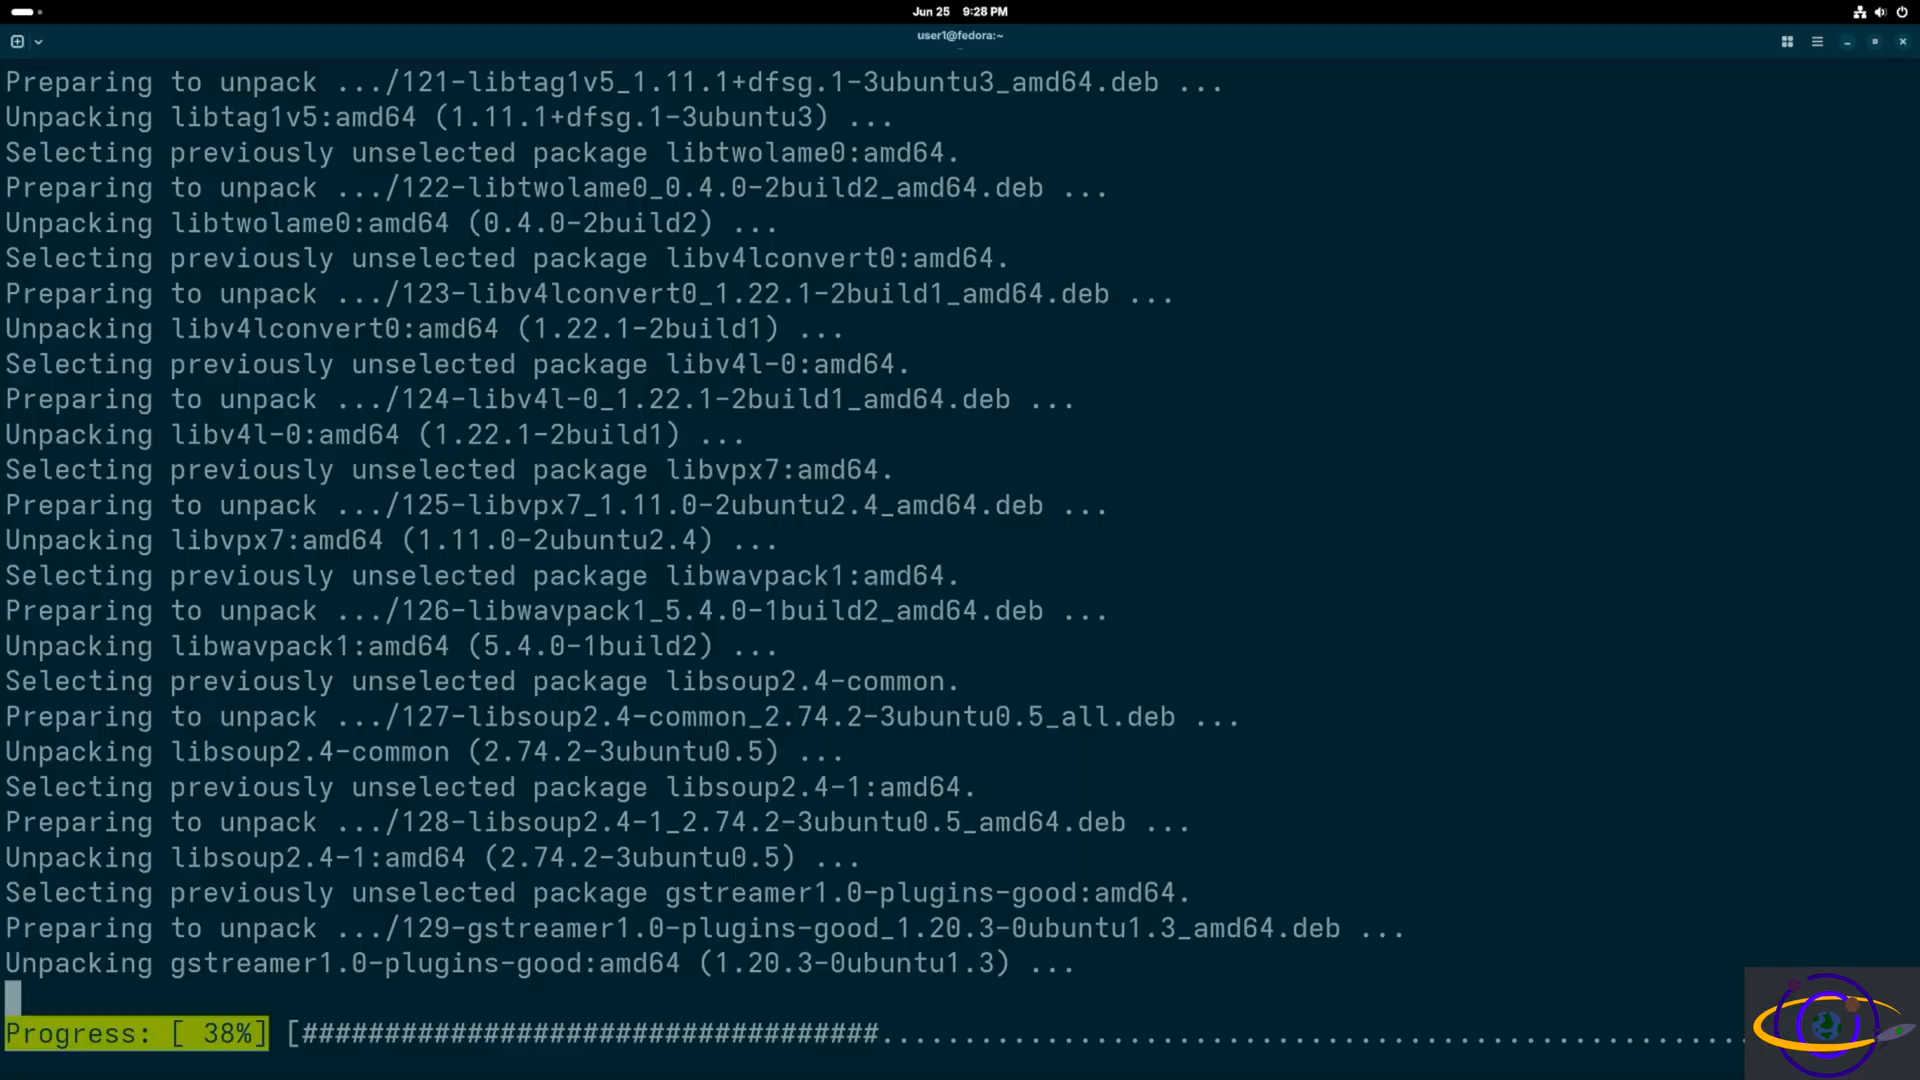 Jun 25 9:28 PM
user1@fedora:~
Preparing to unpack .../121-libtag1v5_1.11.1+dfsg.1-3ubuntu3_amd64.deb ...
Unpacking libtag1v5:amd64 (1.11.1+dfsg.1-3ubuntu3) ...
Selecting previously unselected package libtwolame0:amd64.
Preparing to unpack .../122-libtwolame0_0.4.0-2build2_amd64.deb ...
Unpacking libtwolame0:amd64 (0.4.0-2build2) ...
Selecting previously unselected package libv4lconvert0:amd64.
Preparing to unpack .../123-libv4lconvert0_1.22.1-2build1_amd64.deb ...
Unpacking libv4lconvert0:amd64 (1.22.1-2build1) ...
Selecting previously unselected package libv4l-0:amd64.
Preparing to unpack .../124-libv4l-0_1.22.1-2build1_amd64.deb ...
Unpacking libv4l-0:amd64 (1.22.1-2build1) ...
Selecting previously unselected package libvpx7:amd64.
Preparing to unpack .../125-libvpx7_1.11.0-2ubuntu2.4_amd64.deb ...
Unpacking libvpx7:amd64 (1.11.0-2ubuntu2.4) ...
Selecting previously unselected package libwavpack1:amd64.
Preparing to unpack .../126-libwavpack1_5.4.0-1build2_amd64.deb ...
Unpacking libwavpack1:amd64 (5.4.0-1build2) ...
Selecting previously unselected package libsoup2.4-common.
Preparing to unpack .../127-libsoup2.4-common_2.74.2-3ubuntu0.5_all.deb ...
Unpacking libsoup2.4-common (2.74.2-3ubuntu0.5) ...
Selecting previously unselected package libsoup2.4-1:amd64.
Preparing to unpack .../128-libsoup2.4-1_2.74.2-3ubuntu0.5_amd64.deb ...
Unpacking libsoup2.4-1:amd64 (2.74.2-3ubuntu0.5) ...
Selecting previously unselected package gstreamer1.0-plugins-good:amd64.
Preparing to unpack .../129-gstreamer1.0-plugins-good_1.20.3-0ubuntu1.3_amd64.deb ...
Unpacking gstreamer1.0-plugins-good:amd64 (1.20.3-0ubuntu1.3) ...
Progress: [ 38%] [###################################....................................................